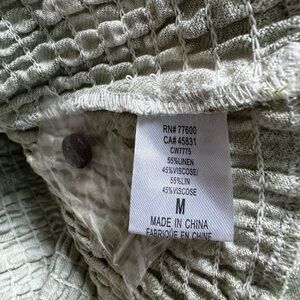 RN# 77600
CA# 45831
CW7775
55%LINEN
45%VISCOSE/
55%LIN
45%VISCOSE
M
MADE IN CHINA
FABRIQUÉ EN CHINE